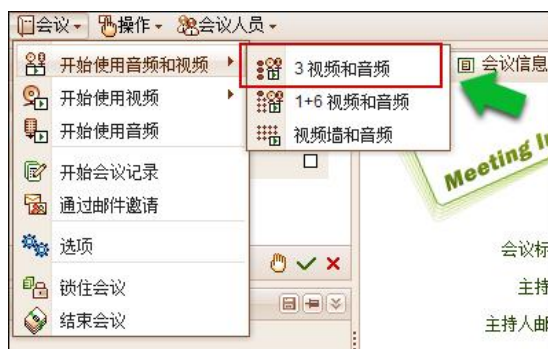 会议 操作 会议人员
开始使用音频和视频
开始使用视频
开始使用音频
开始会议记录
通过邮件邀请
选项
锁住会议
结束会议
3 视频和音频
1+6 视频和音频
视频墙和音频
会议信息
Meeting
会议标
主持
主持人